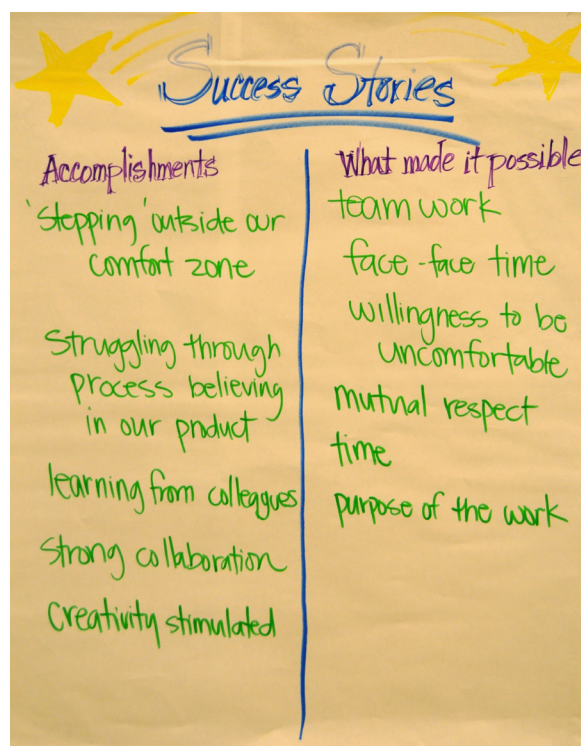 Success Stories
Accomplishments
'Stepping' outside our
comfort zone
Struggling through
process believing
in our product
learning from colleagues
strong collaboration
creativity stimulated
What made it possible
team work
face-face time
willingness to be
uncomfortable
mutual respect
time
purpose of the work